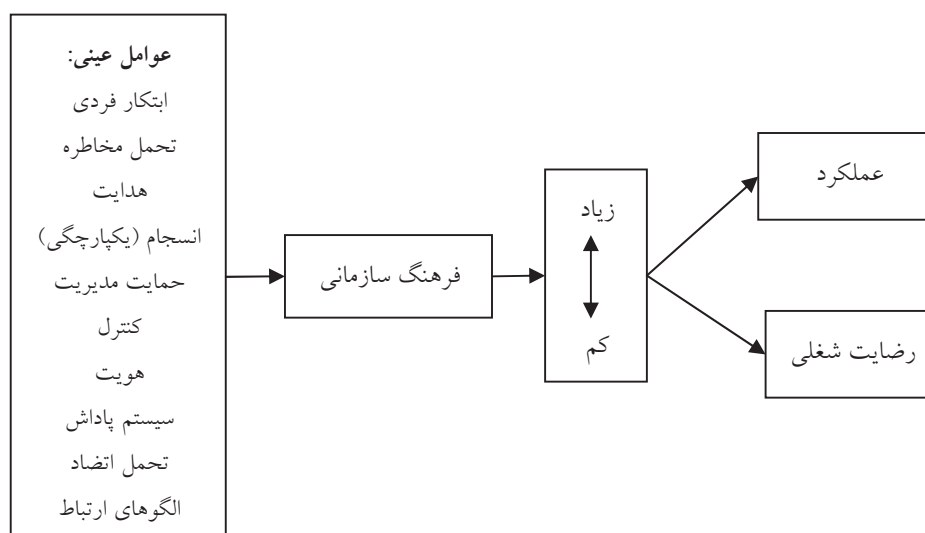 عوامل عینی:
ابتکار فردی
تحمل مخاطره
هدایت
انسجام (یکپارچگی)
حمایت مدیریت
کنترل
هویت
سیستم پاداش
تحمل اتضاد
الگوهای ارتباط
فرهنگ سازمانی
زیاد
کم
عملکرد
رضایت شغلی